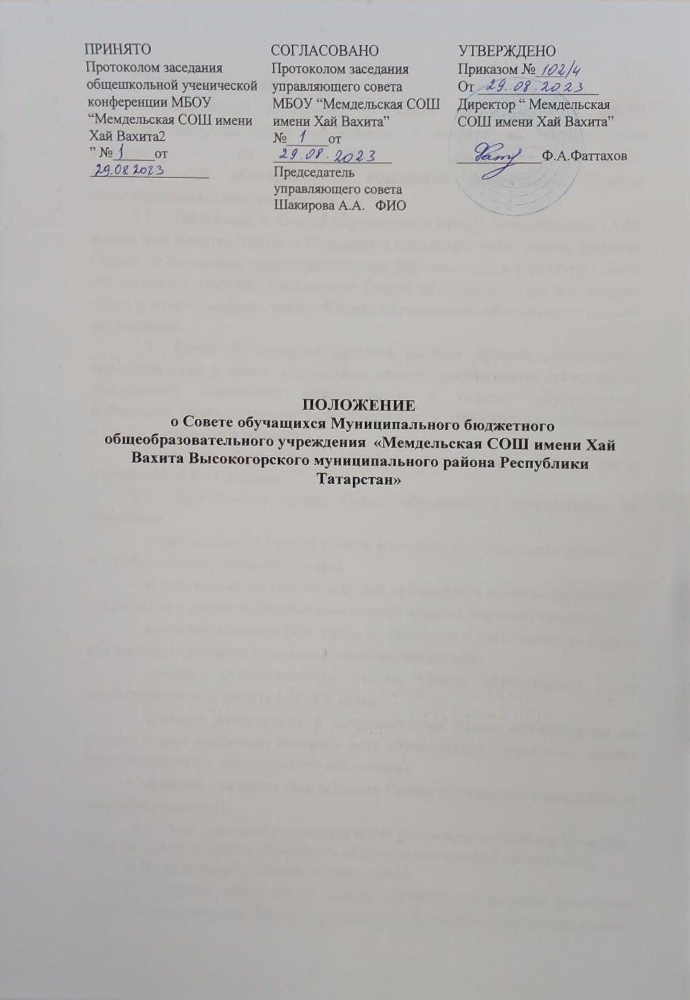 ПРИНЯТО
Протоколом заседания
общешкольной ученической
конференции МБОУ
“Мемдельская СОШ имени
Хай Вахита2
” № 1 от
29.08 2023
СОГЛАСОВАНО
Протоколом заседания
управляющего совета
МБОУ “Мемдельская СОШ
имени Хай Вахита”
№ 1 от
29.08.2023
Председатель
управляющего совета
Шакирова А.А. ФИО
УТВЕРЖДЕНО
Приказом № 102/4
От 29.08.2023
Директор “ Мемдельская
СОШ имени Хай Вахита”
Ф.А.Фаттахов
ПОЛОЖЕНИЕ
о Совете обучащихся Муниципального бюджетного
общеобразовательного учреждения «Мемдельская СОШ имени Хай
Вахита Высокогорского муниципального района Республики
Татарстан»